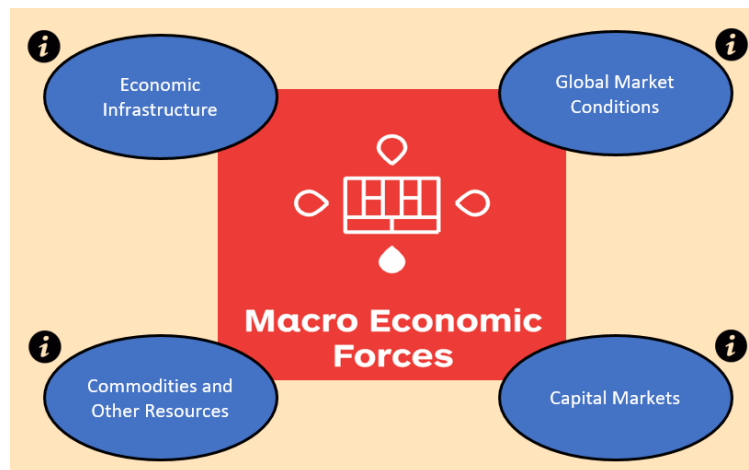 i
Economic
Infrastructure
i
Global Market
Conditions
Macro Economic
Forces
i
Commodities and
Other Resources
i
Capital Markets